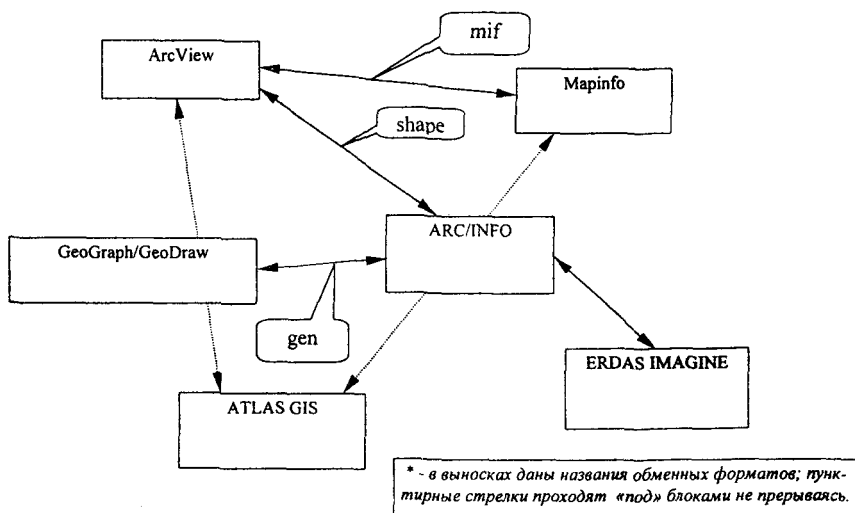 mif
ArcView
Mapinfo
shape
ARC/INFO
GeoGraph/GeoDraw
gen
ERDAS IMAGINE
ATLAS GIS
* - в выносках даны названия обменных форматов; пунк-
тирные стрелки проходят «под» блоками не прерываясь.